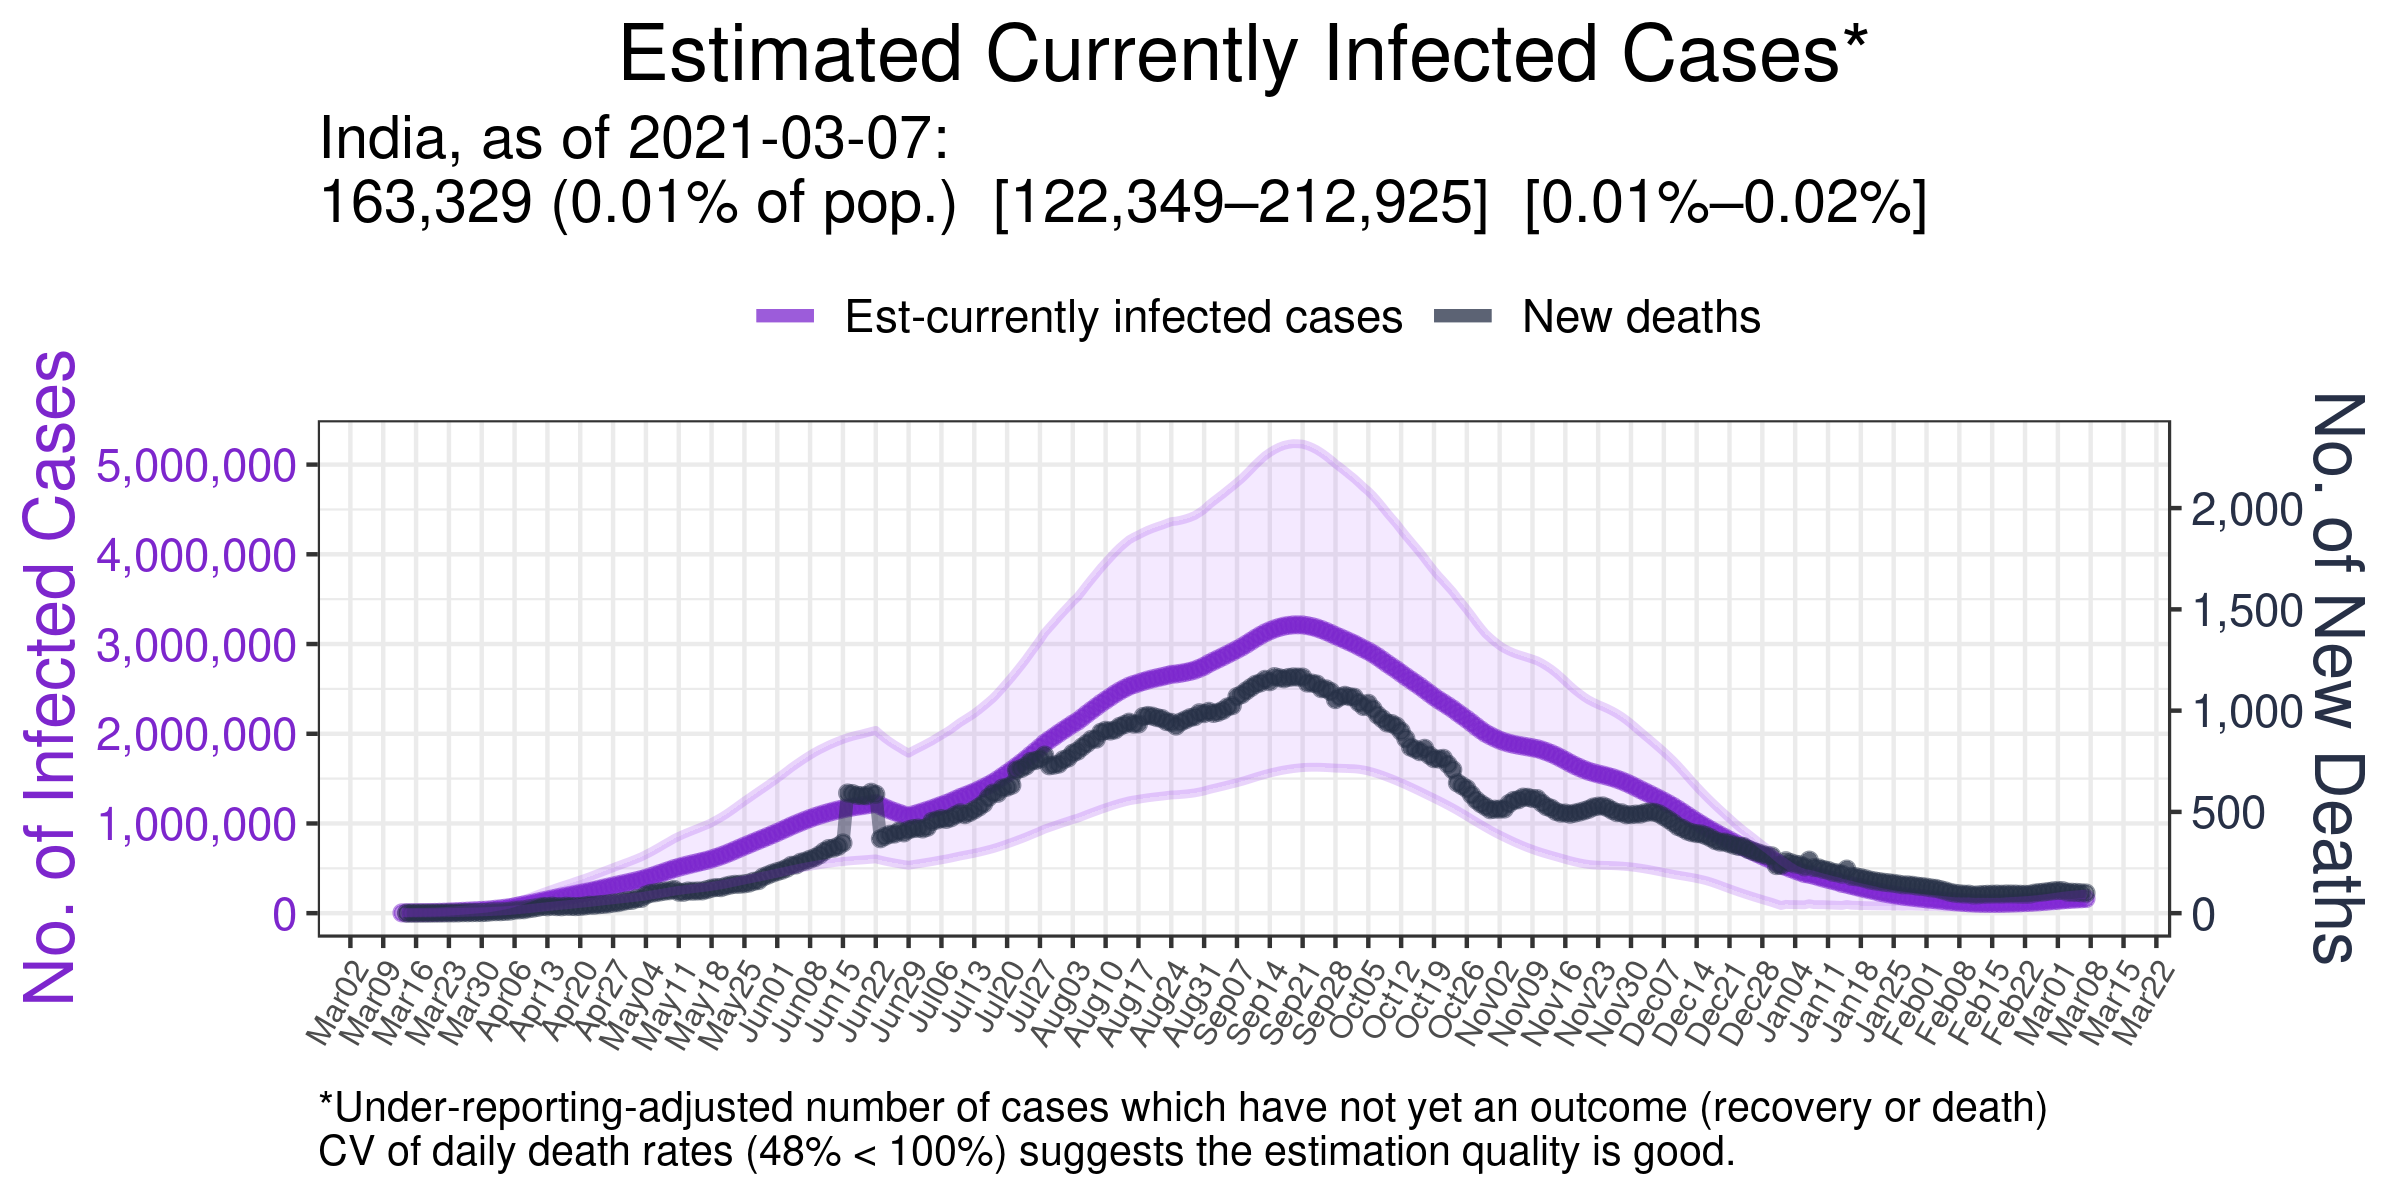 Estimated Currently Infected Cases*
India, as of 2021-03-07:
163,329 (0.01% of pop.) [122,349–212,925] [0.01%–0.02%]
Est-currently infected cases
New deaths
No. of Infected Cases
5,000,000
4,000,000
3,000,000
2,000,000
1,000,000
0
No. of New Deaths
2,000
1,500
1,000
500
0
Mar02
Mar09
Mar16
Mar23
Mar30
Apr06
Apr13
Apr20
Apr27
May04
May11
May18
May25
Jun01
Jun08
Jun15
Jun22
Jun29
Jul06
Jul13
Jul20
Jul27
Aug03
Aug10
Aug17
Aug24
Aug31
Sep07
Sep14
Sep21
Sep28
Oct05
Oct12
Oct19
Oct26
Nov02
Nov09
Nov16
Nov23
Nov30
Dec07
Dec14
Dec21
Dec28
Jan04
Jan11
Jan18
Jan25
Feb01
Feb08
Feb15
Feb22
Mar01
Mar08
Mar15
Mar22
*Under-reporting-adjusted number of cases which have not yet an outcome (recovery or death)
CV of daily death rates (48% < 100%) suggests the estimation quality is good.